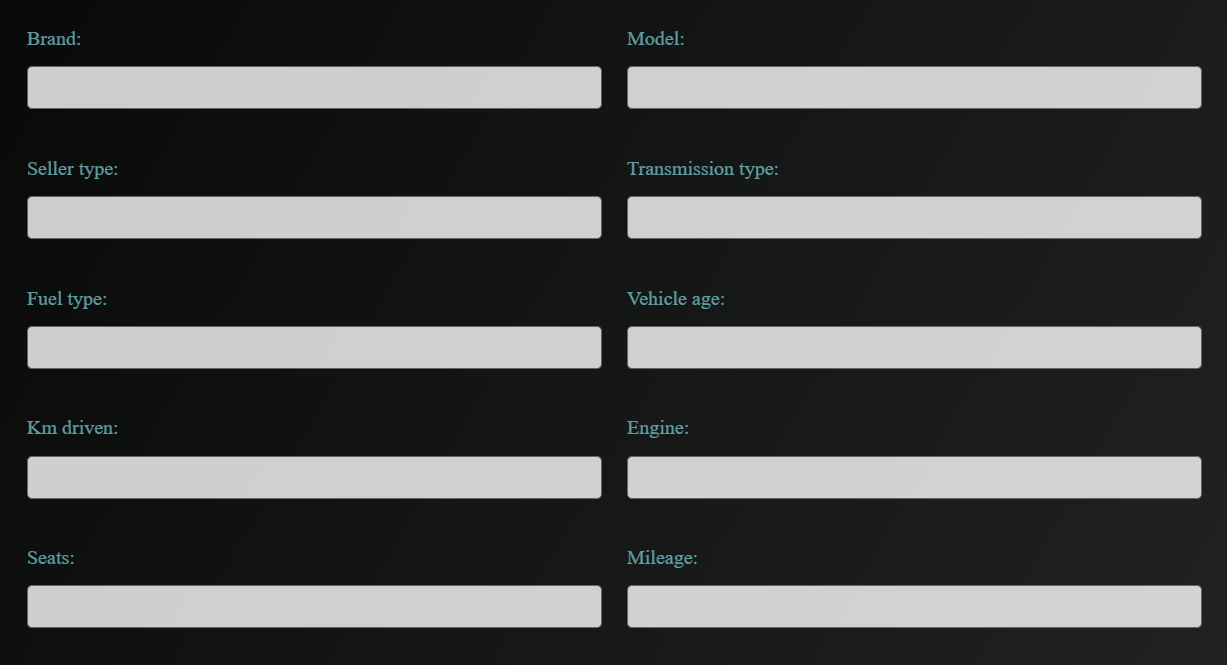 Brand:
Model:
Seller type:
Transmission type:
Fuel type:
Vehicle age:
Km driven:
Engine:
Seats:
Mileage: